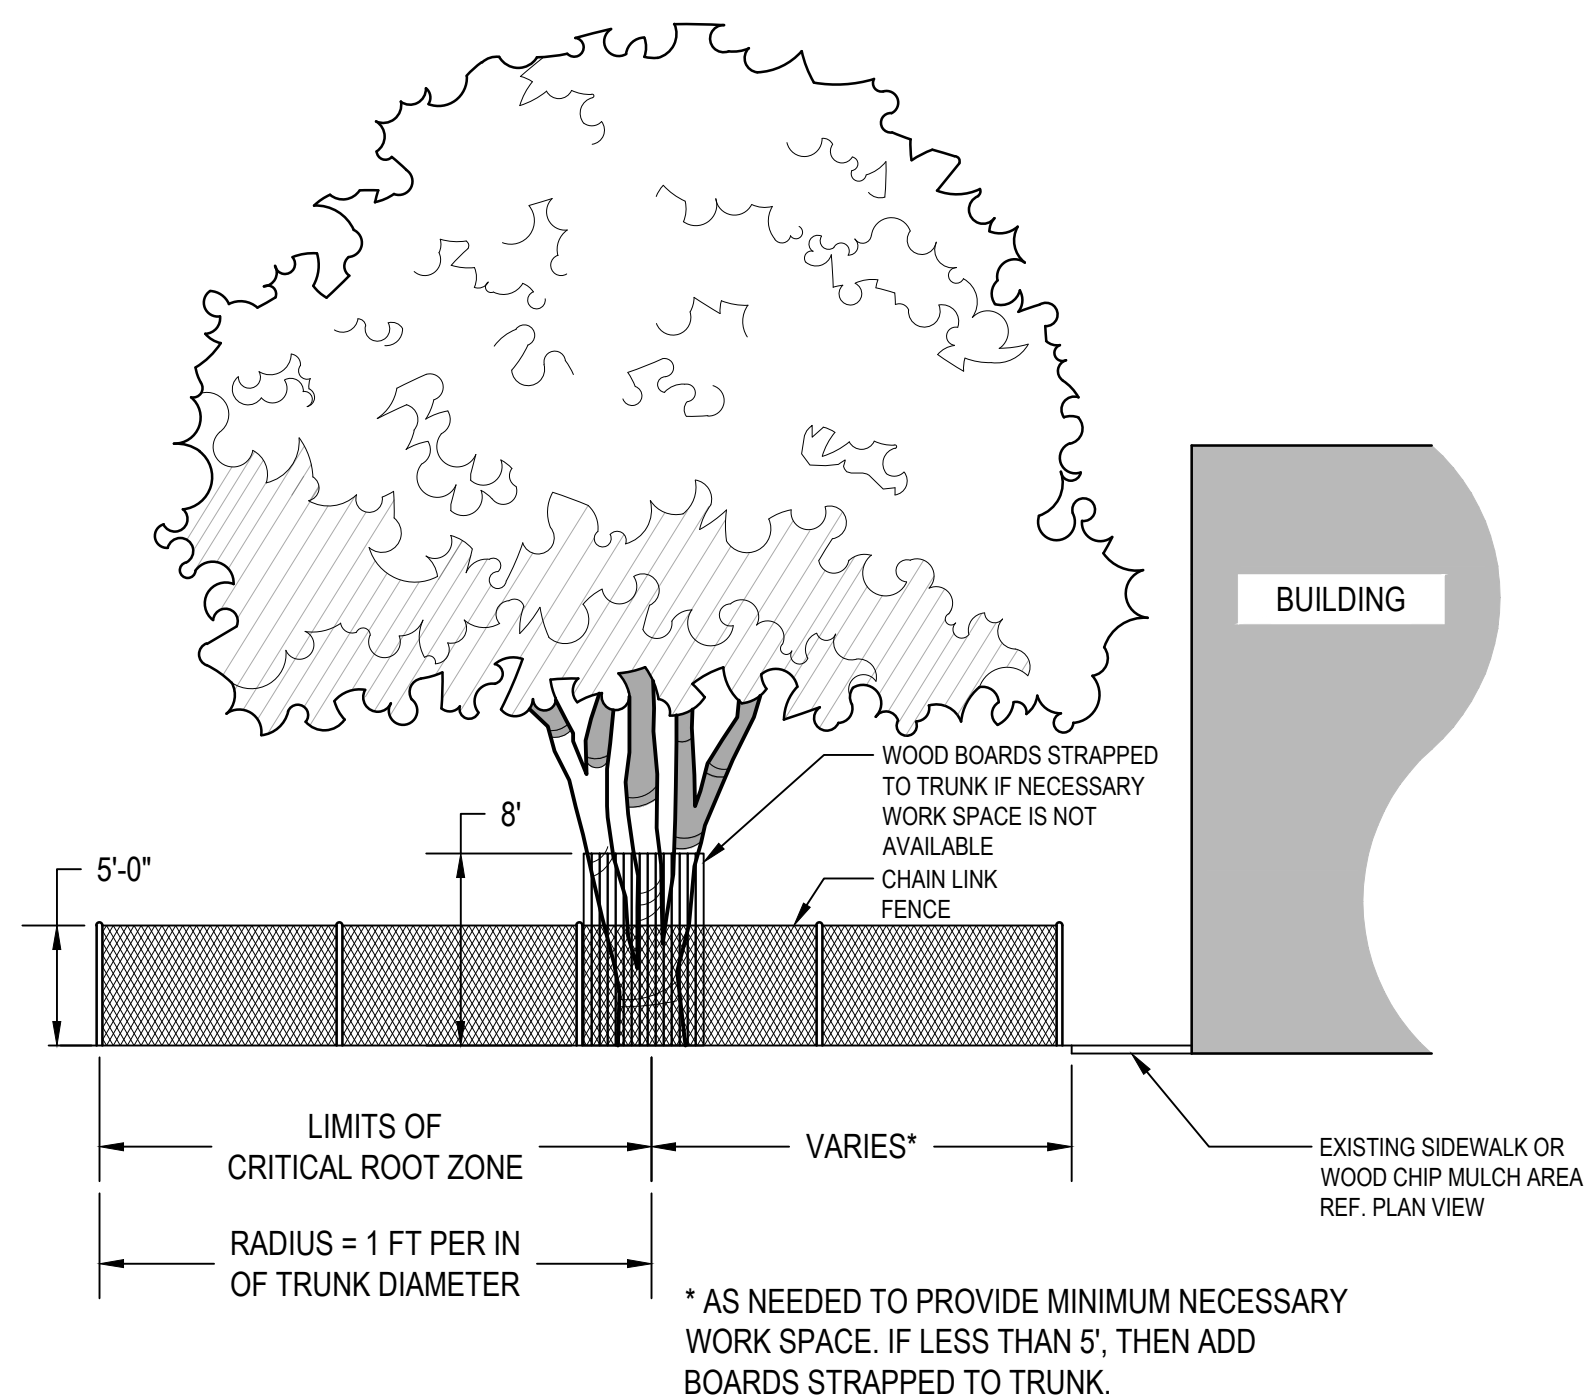 BUILDING
WOOD BOARDS STRAPPED
TO TRUNK IF NECESSARY
WORK SPACE IS NOT
AVAILABLE
8'
5'-0"
CHAIN LINK
FENCE
LIMITS OF
CRITICAL ROOT ZONE
VARIES*
EXISTING SIDEWALK OR
WOOD CHIP MULCH AREA
REF. PLAN VIEW
RADIUS = 1 FT PER IN
OF TRUNK DIAMETER
* AS NEEDED TO PROVIDE MINIMUM NECESSARY
WORK SPACE. IF LESS THAN 5', THEN ADD
BOARDS STRAPPED TO TRUNK.